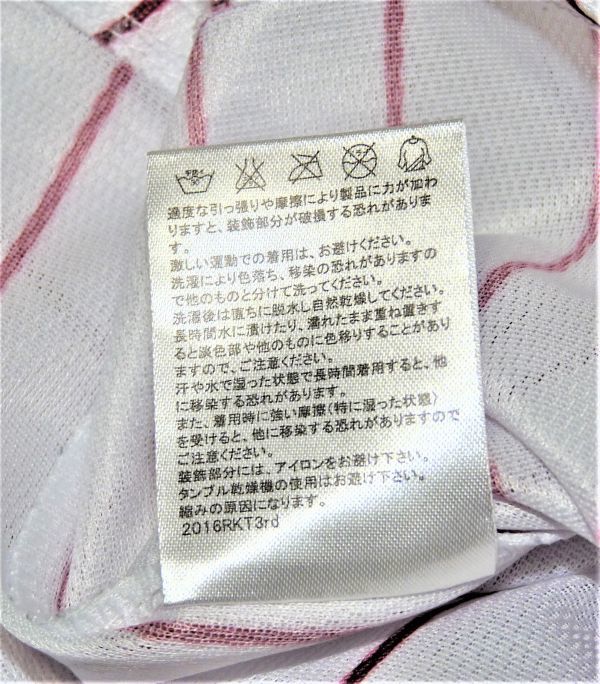 過度な引っ張りや摩擦により製品に力が加わ
りますと、装飾部分が破損する恐れがありま
す。
激しい運動での着用は、お避けください。
洗濯により色落ち、移染の恐れがありますの
で他のものと分けて洗ってください。
洗濯後は直ちに脱水し自然乾燥してください。
長時間水に漬けたり、濡れたまま重ね置きす
ると淡色部や他のものに色移りすることがあり
ますので、ご注意ください。
汗や水で湿った状態で長時間着用すると、他
に移染する恐れがあります。
また、着用時に強い摩擦(特に湿った状態)
を受けると、他に移染する恐れがありますので
ご注意ください。
装飾部分には、アイロンをお避け下さい。
タンブル乾燥機の使用はお避け下さい。
縮みの原因になります。
2016RKT3rd